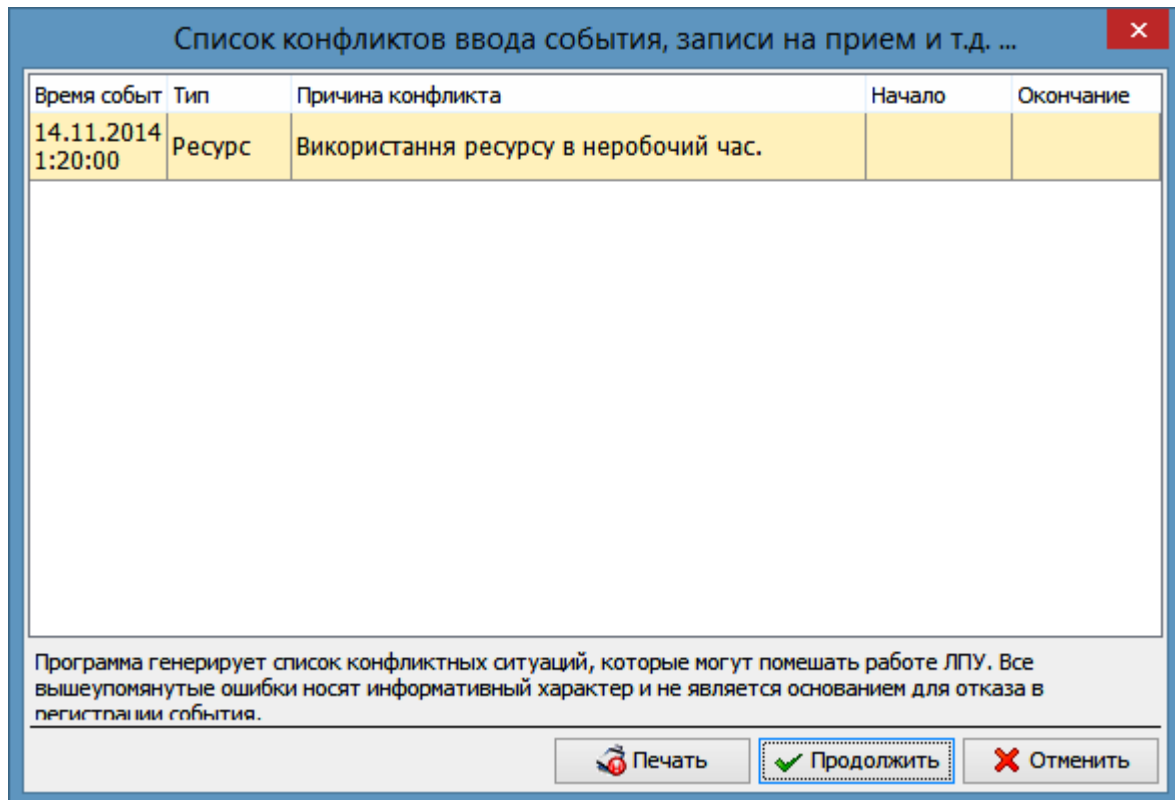 Список конфликтов ввода события, записи на прием и т.д. ...
Время событ Тип Причина конфликта Начало Окончание
14.11.2014
1:20:00 Ресурс Використання ресурсу в неробочий час.
Программа генерирует список конфликтных ситуаций, которые могут помешать работе ЛПУ. Все
вышеупомянутые ошибки носят информативный характер и не является основанием для отказа в
регистрации события.
Печать Продолжить Отменить